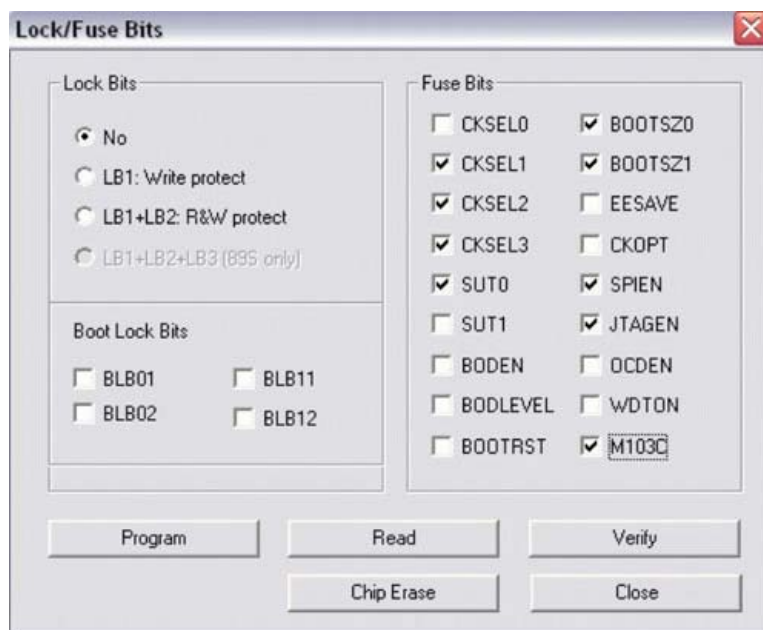 Lock/Fuse Bits
Lock Bits
No
LB1: Write protect
LB1+LB2: R&W protect
LB1+LB2+LB3 (89S only)
Boot Lock Bits
BLB01 BLB11
BLB02 BLB12
Fuse Bits
CKSEL0 BOOTSZ0
CKSEL1 BOOTSZ1
CKSEL2 EESAVE
CKSEL3 CKOPT
SUT0 SPIEN
SUT1 JTAGEN
BODEN OCDEN
BODLEVEL WDTON
BOOTRST M103C
Program Read Verify
Chip Erase Close